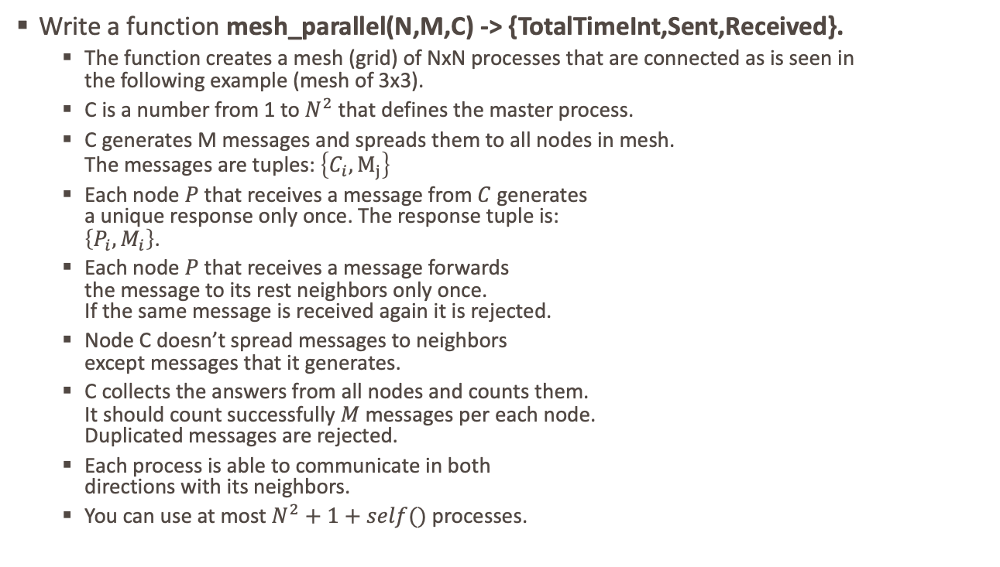 ▪ Write a function mesh_parallel(N,M,C) -> {TotalTimeInt,Sent,Received}.
▪ The function creates a mesh (grid) of NxN processes that are connected as is seen in
the following example (mesh of 3x3).
▪ C is a number from 1 to N² that defines the master process.
▪ C generates M messages and spreads them to all nodes in mesh.
The messages are tuples: {Cᵢ, Mⱼ}
▪ Each node P that receives a message from C generates
a unique response only once. The response tuple is:
{Pᵢ, Mᵢ}.
▪ Each node P that receives a message forwards
the message to its rest neighbors only once.
If the same message is received again it is rejected.
▪ Node C doesn’t spread messages to neighbors
except messages that it generates.
▪ C collects the answers from all nodes and counts them.
It should count successfully M messages per each node.
Duplicated messages are rejected.
▪ Each process is able to communicate in both
directions with its neighbors.
▪ You can use at most N² + 1 + self() processes.